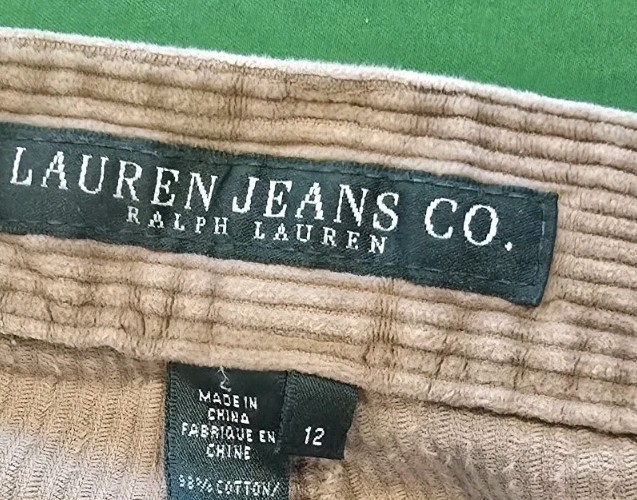 LAUREN JEANS CO.
RALPH LAUREN
MADE IN
CHINA
FABRIQUE EN
CHINE
12
98% COTTON/